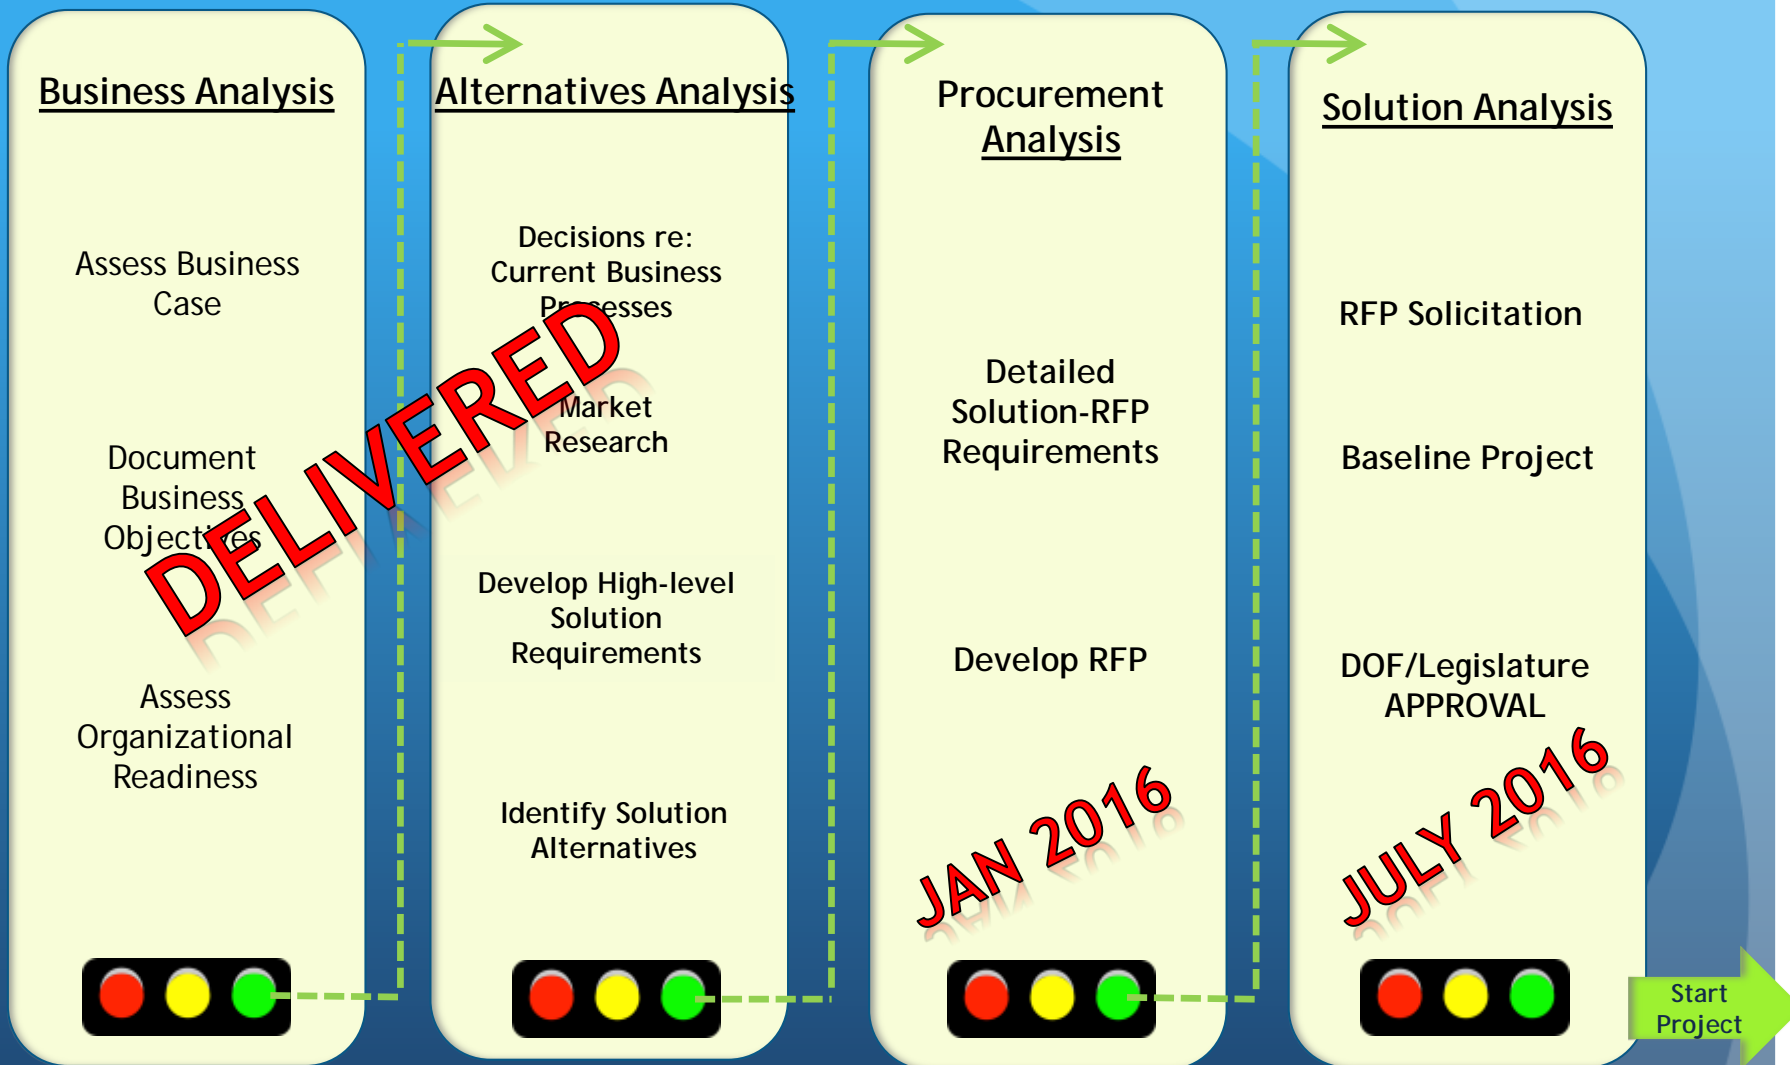 Business Analysis
Assess Business
Case
Document
Business
Objectives
Assess
Organizational
Readiness
Alternatives Analysis
Decisions re:
Current Business
Processes
Market
Research
Develop High-level
Solution
Requirements
Identify Solution
Alternatives
DELIVERED
Procurement
Analysis
Detailed
Solution-RFP
Requirements
Develop RFP
JAN 2016
Solution Analysis
RFP Solicitation
Baseline Project
DOF/Legislature
APPROVAL
JULY 2016
Start
Project